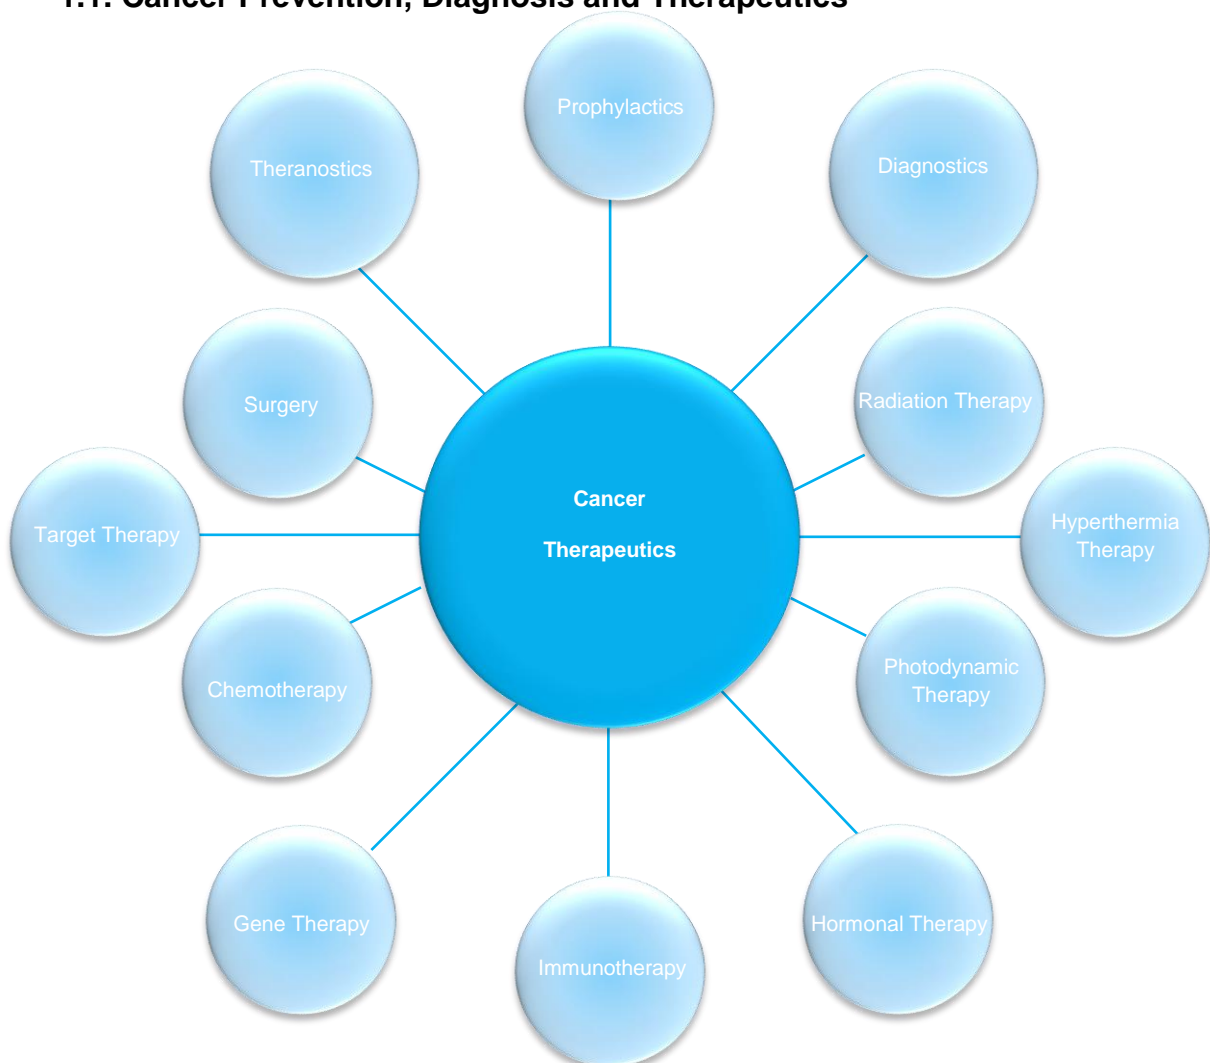 1.1. Cancer Prevention, Diagnosis and Therapeutics
Prophylactics
Theranostics
Diagnostics
Surgery
Radiation Therapy
Cancer
Therapeutics
Target Therapy
Hyperthermia
Therapy
Chemotherapy
Photodynamic
Therapy
Gene Therapy
Immunotherapy
Hormonal Therapy